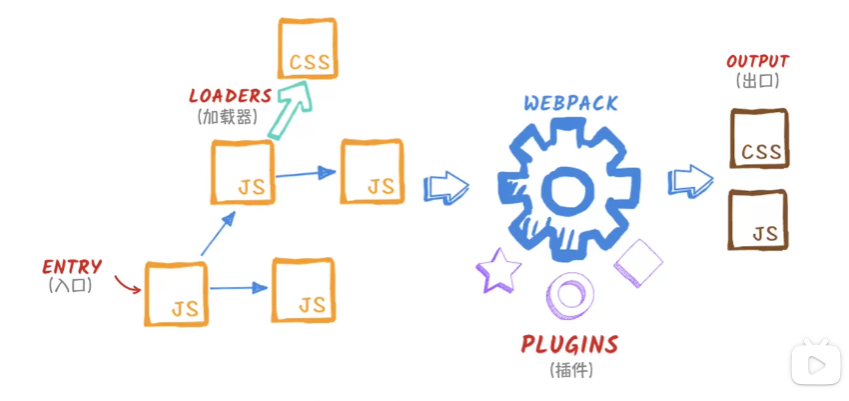 CSS
LOADERS
(加载器)
JS
JS
ENTRY
(入口)
JS
JS
WEBPACK
PLUGINS
(插件)
OUTPUT
(出口)
CSS
JS